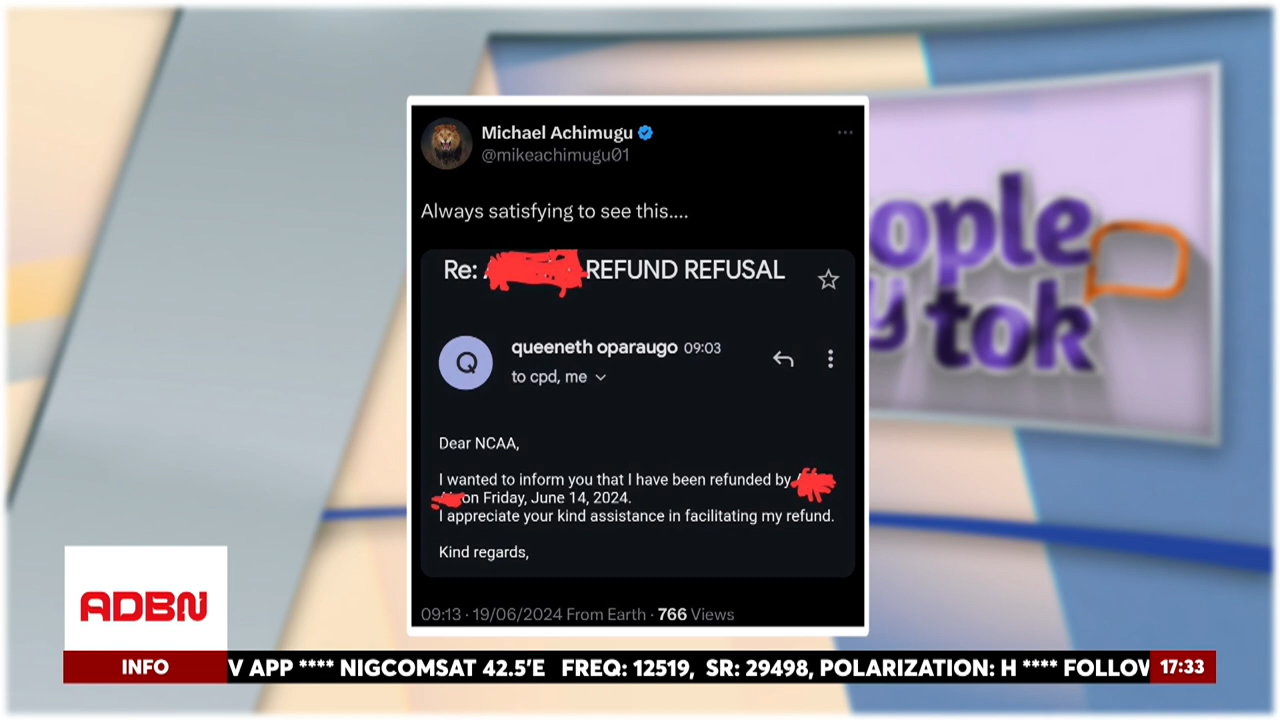 Michael Achimugu
@mikeachimugu01
Always satisfying to see this....
Re: REFUND REFUSAL
Q
queeneth oparaugo 09:03
to cpd, me
Dear NCAA,
I wanted to inform you that I have been refunded by
on Friday, June 14, 2024.
I appreciate your kind assistance in facilitating my refund.
Kind regards,
09:13 · 19/06/2024 From Earth · 766 Views
ople
y tok
ADBN
INFO
V APP **** NIGCOMSAT 42.5'E FREQ: 12519, SR: 29498, POLARIZATION: H **** FOLLOW
17:33